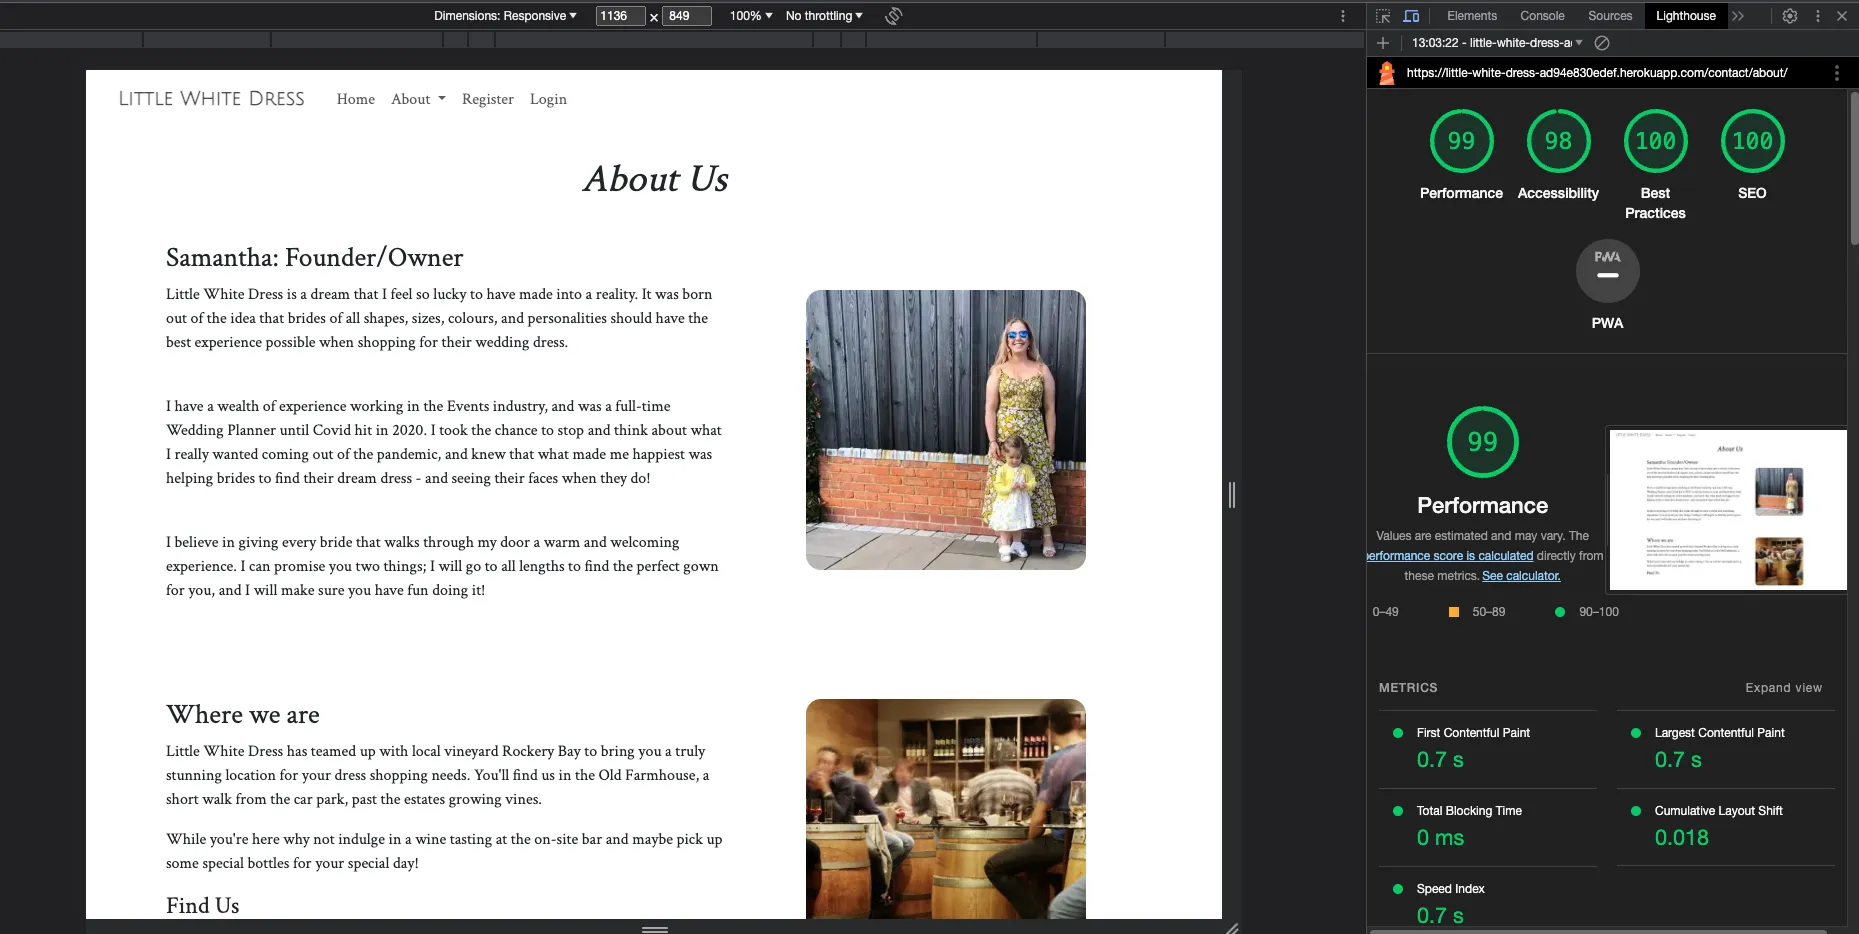 Dimensions: Responsive 1136 × 849 100% No throttling
Elements Console Sources Lighthouse
13:03:22 - little-white-dress-a
https://little-white-dress-ad94e830edef.herokuapp.com/contact/about/
LITTLE WHITE DRESS Home About Register Login
About Us
Samantha: Founder/Owner
Little White Dress is a dream that I feel so lucky to have made into a reality. It was born
out of the idea that brides of all shapes, sizes, colours, and personalities should have the
best experience possible when shopping for their wedding dress.
I have a wealth of experience working in the Events industry, and was a full-time
Wedding Planner until Covid hit in 2020. I took the chance to stop and think about what
I really wanted coming out of the pandemic, and knew that what made me happiest was
helping brides to find their dream dress - and seeing their faces when they do!
I believe in giving every bride that walks through my door a warm and welcoming
experience. I can promise you two things; I will go to all lengths to find the perfect gown
for you, and I will make sure you have fun doing it!
Where we are
Little White Dress has teamed up with local vineyard Rockery Bay to bring you a truly
stunning location for your dress shopping needs. You'll find us in the Old Farmhouse, a
short walk from the car park, past the estates growing vines.
While you're here why not indulge in a wine tasting at the on-site bar and maybe pick up
some special bottles for your special day!
Find Us
99 98 100 100
Performance Accessibility Best Practices SEO
PWA
PWA
99
Performance
Values are estimated and may vary. The
performance score is calculated directly from
these metrics. See calculator.
0–49 50–89 90–100
About Us
Samantha: Founder/Owner
Where we are
Find Us
METRICS Expand view
First Contentful Paint
0.7 s
Largest Contentful Paint
0.7 s
Total Blocking Time
0 ms
Cumulative Layout Shift
0.018
Speed Index
0.7 s